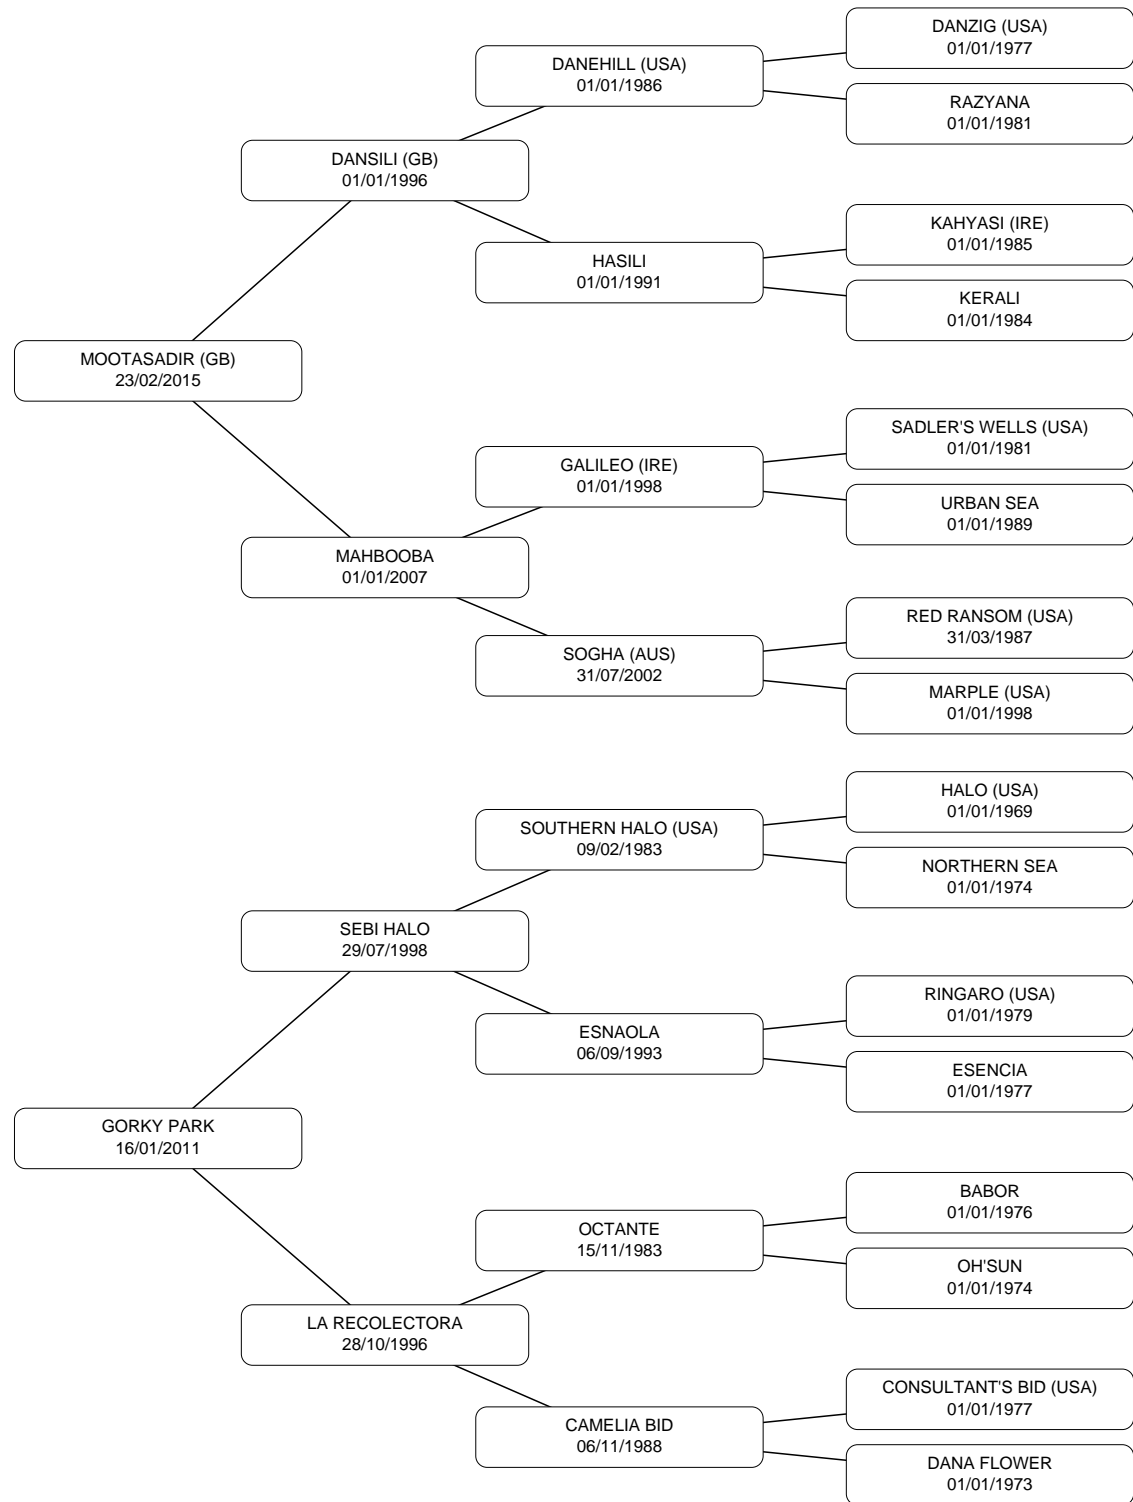 DANZIG (USA)
01/01/1977
DANEHILL (USA)
01/01/1986
RAZYANA
01/01/1981
DANSILI (GB)
01/01/1996
KAHYASI (IRE)
01/01/1985
HASILI
01/01/1991
KERALI
01/01/1984
MOOTASADIR (GB)
23/02/2015
SADLER'S WELLS (USA)
01/01/1981
GALILEO (IRE)
01/01/1998
URBAN SEA
01/01/1989
MAHBOOBA
01/01/2007
RED RANSOM (USA)
31/03/1987
SOGHA (AUS)
31/07/2002
MARPLE (USA)
01/01/1998
HALO (USA)
01/01/1969
SOUTHERN HALO (USA)
09/02/1983
NORTHERN SEA
01/01/1974
SEBI HALO
29/07/1998
RINGARO (USA)
01/01/1979
ESNAOLA
06/09/1993
ESENCIA
01/01/1977
GORKY PARK
16/01/2011
BABOR
01/01/1976
OCTANTE
15/11/1983
OH'SUN
01/01/1974
LA RECOLECTORA
28/10/1996
CONSULTANT'S BID (USA)
01/01/1977
CAMELIA BID
06/11/1988
DANA FLOWER
01/01/1973